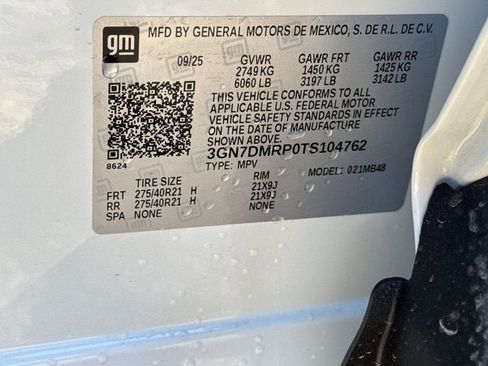 gm
MFD BY GENERAL MOTORS DE MEXICO, S. DE R.L. DE C.V.
09/25 GVWR GAWR FRT GAWR RR
2749 KG 1450 KG 1425 KG
6060 LB 3197 LB 3142 LB
THIS VEHICLE CONFORMS TO ALL
APPLICABLE U.S. FEDERAL MOTOR
VEHICLE SAFETY STANDARDS IN EFFECT
ON THE DATE OF MANUFACTURE
SHOWN ABOVE.
3GN7DMRP0TS104762
8624 TYPE: MPV MODEL: 021MB48
TIRE SIZE RIM
FRT 275/40R21 H 21X9J
RR 275/40R21 H 21X9J
SPA NONE NONE